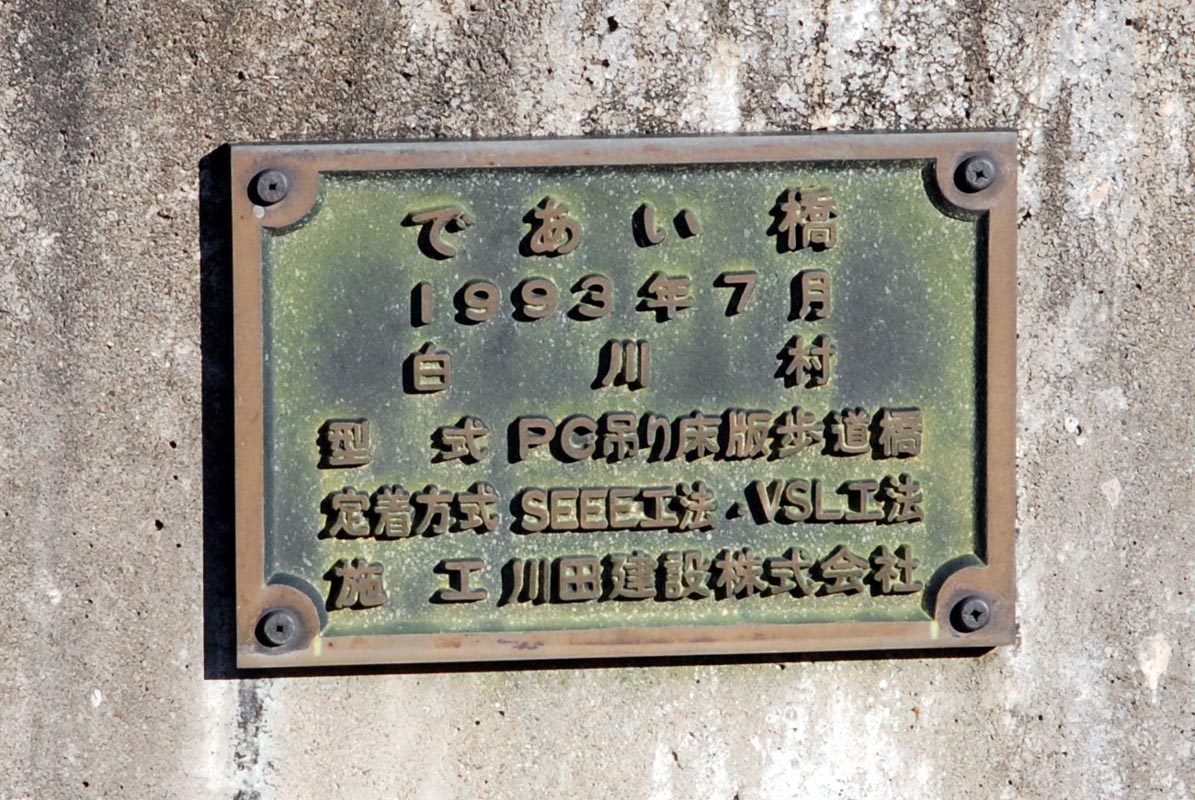 であい橋
1993年7月
白川村
型式 PC吊り床版歩道橋
定着方式 SEEE工法・VSL工法
施工 川田建設株式会社